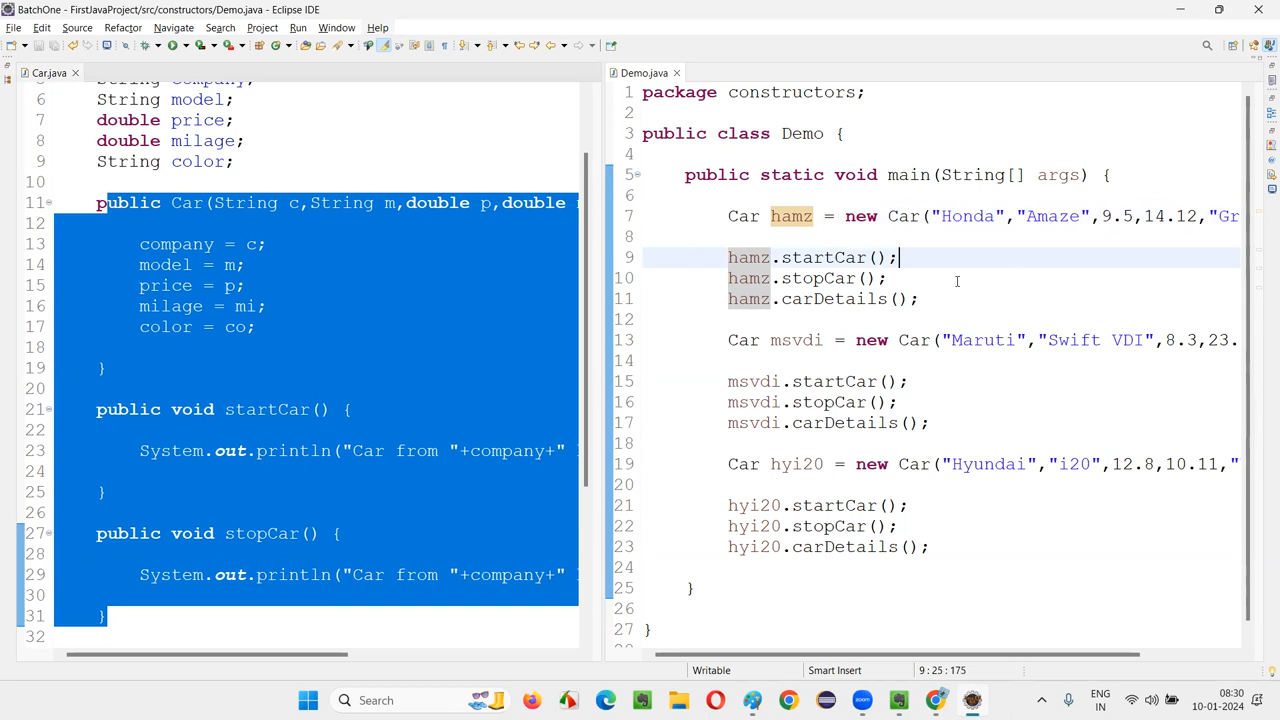 BatchOne - FirstJavaProject/src/constructors/Demo.java - Eclipse IDE
File Edit Source Refactor Navigate Search Project Run Window Help
Car.java
6 String model;
7 double price;
8 double milage;
9 String color;
10
11 public Car(String c,String m,double p,double
12
13 company = c;
14 model = m;
15 price = p;
16 milage = mi;
17 color = co;
18
19 }
20
21 public void startCar() {
22
23 System.out.println("Car from "+company+"
24
25 }
26
27 public void stopCar() {
28
29 System.out.println("Car from "+company+"
30
31 }
32
Demo.java
1 package constructors;
2
3 public class Demo {
4
5 public static void main(String[] args) {
6
7 Car hamz = new Car("Honda","Amaze",9.5,14.12,"Gr
8
9 hamz.startCar();
10 hamz.stopCar();
11 hamz.carDetails();
12
13 Car msvdi = new Car("Maruti","Swift VDI",8.3,23.
14
15 msvdi.startCar();
16 msvdi.stopCar();
17 msvdi.carDetails();
18
19 Car hyi20 = new Car("Hyundai","i20",12.8,10.11,"
20
21 hyi20.startCar();
22 hyi20.stopCar();
23 hyi20.carDetails();
24
25 }
26
27 }
Writable Smart Insert 9 : 25 : 175
Search
ENG
IN
08:30
10-01-2024